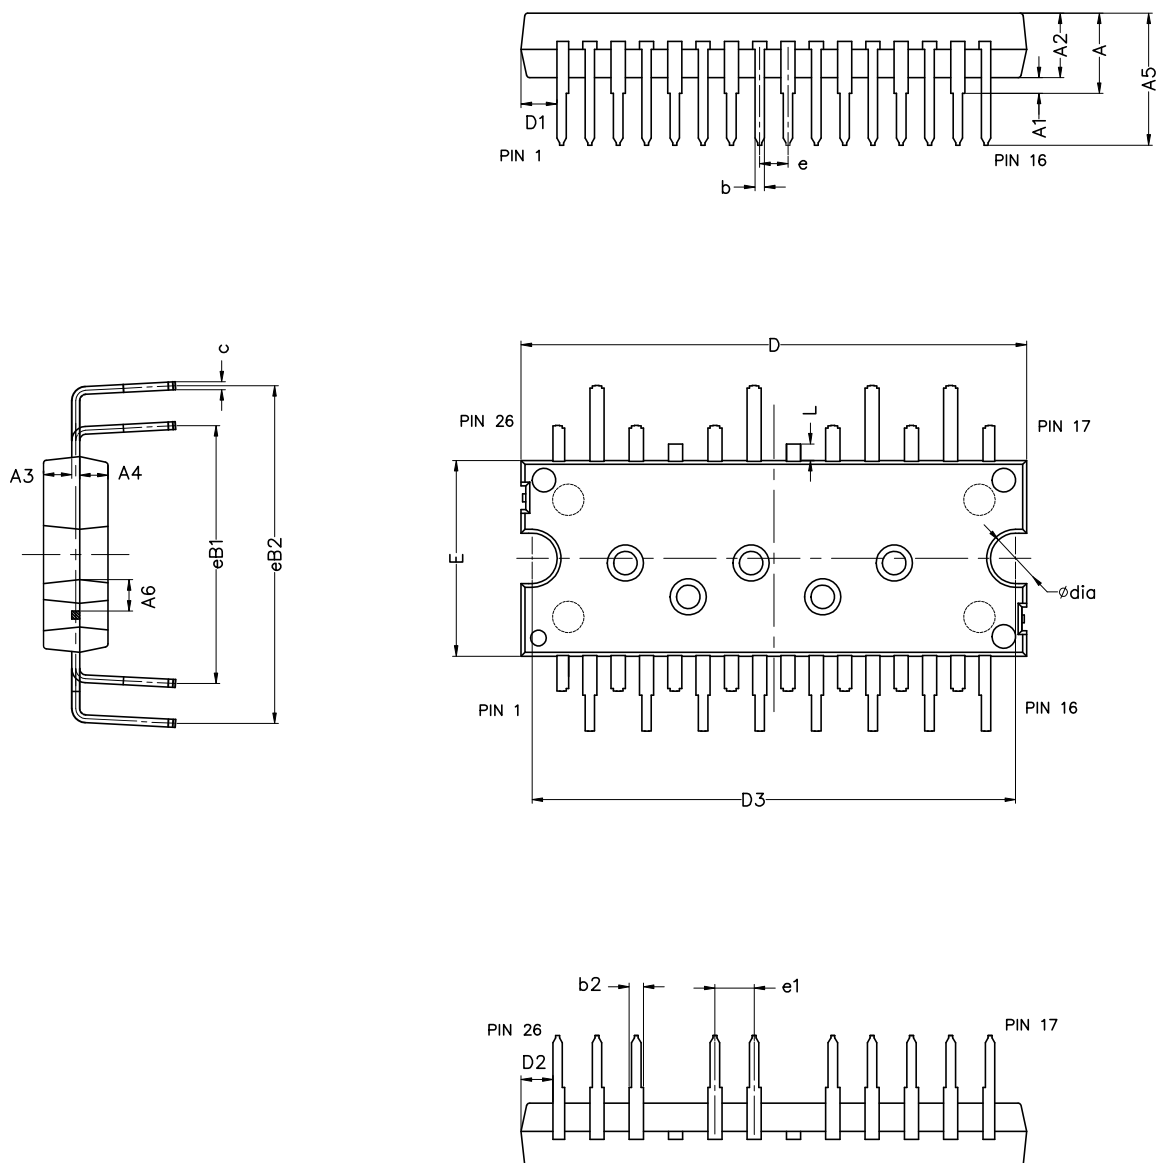 A2
A
A5
A1
D1
PIN 1
PIN 16
e
b
c
D
L
PIN 26
PIN 17
A3
A4
eB1
eB2
E
A6
Ødia
PIN 1
PIN 16
D3
b2
e1
PIN 26
PIN 17
D2